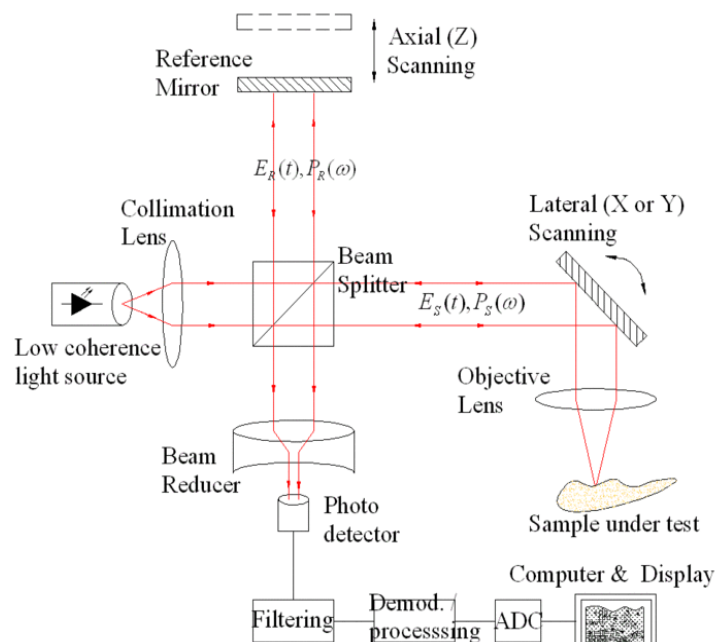 Axial (Z)
Scanning
Reference
Mirror
E_R(t), P_R(ω)
Collimation
Lens
Lateral (X or Y)
Scanning
Beam
Splitter
E_S(t), P_S(ω)
Low coherence
light source
Objective
Lens
Beam
Reducer
Photo
detector
Sample under test
Computer & Display
Filtering
Demod. /
processsing
ADC